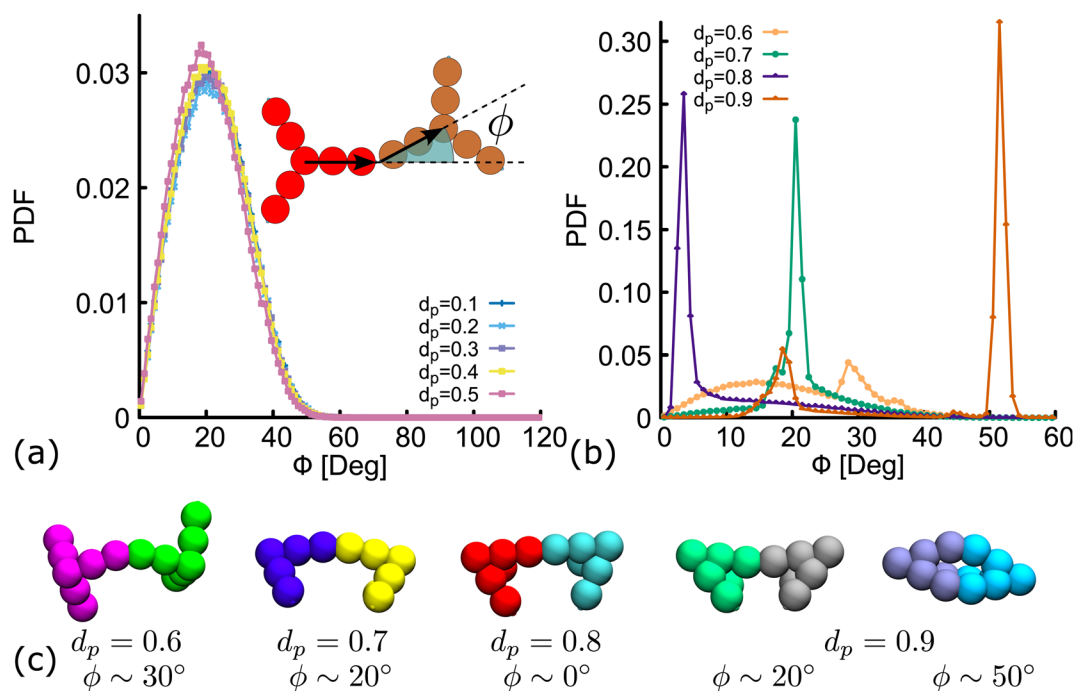 PDF
0.03
0.02
0.01
0
ϕ
d_p=0.1
d_p=0.2
d_p=0.3
d_p=0.4
d_p=0.5
0 20 40 60 80 100 120
Φ [Deg]
(a)
PDF
0.30
0.25
0.20
0.15
0.10
0.05
0
d_p=0.6
d_p=0.7
d_p=0.8
d_p=0.9
0 10 20 30 40 50 60
Φ [Deg]
(b)
d_p = 0.6 d_p = 0.7 d_p = 0.8 d_p = 0.9
(c) ϕ ∼ 30° ϕ ∼ 20° ϕ ∼ 0° ϕ ∼ 20° ϕ ∼ 50°